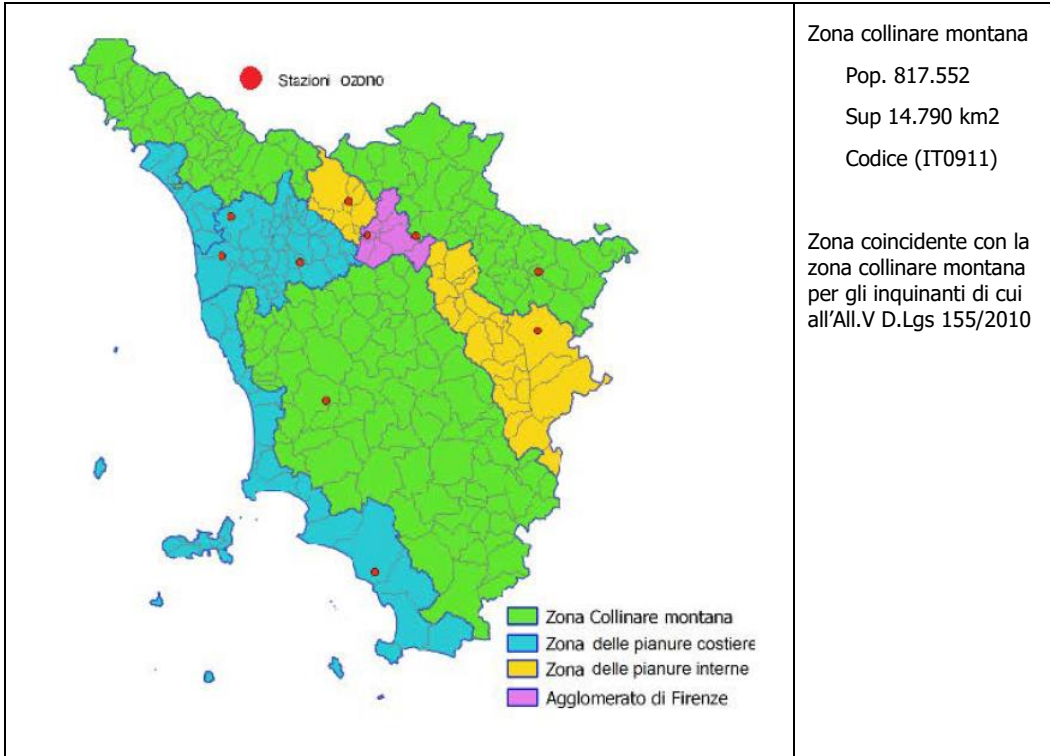 Stazioni ozono
Zona Collinare montana
Zona delle pianure costiere
Zona delle pianure interne
Agglomerato di Firenze
Zona collinare montana
Pop. 817.552
Sup 14.790 km2
Codice (IT0911)
Zona coincidente con la
zona collinare montana
per gli inquinanti di cui
all’All.V D.Lgs 155/2010